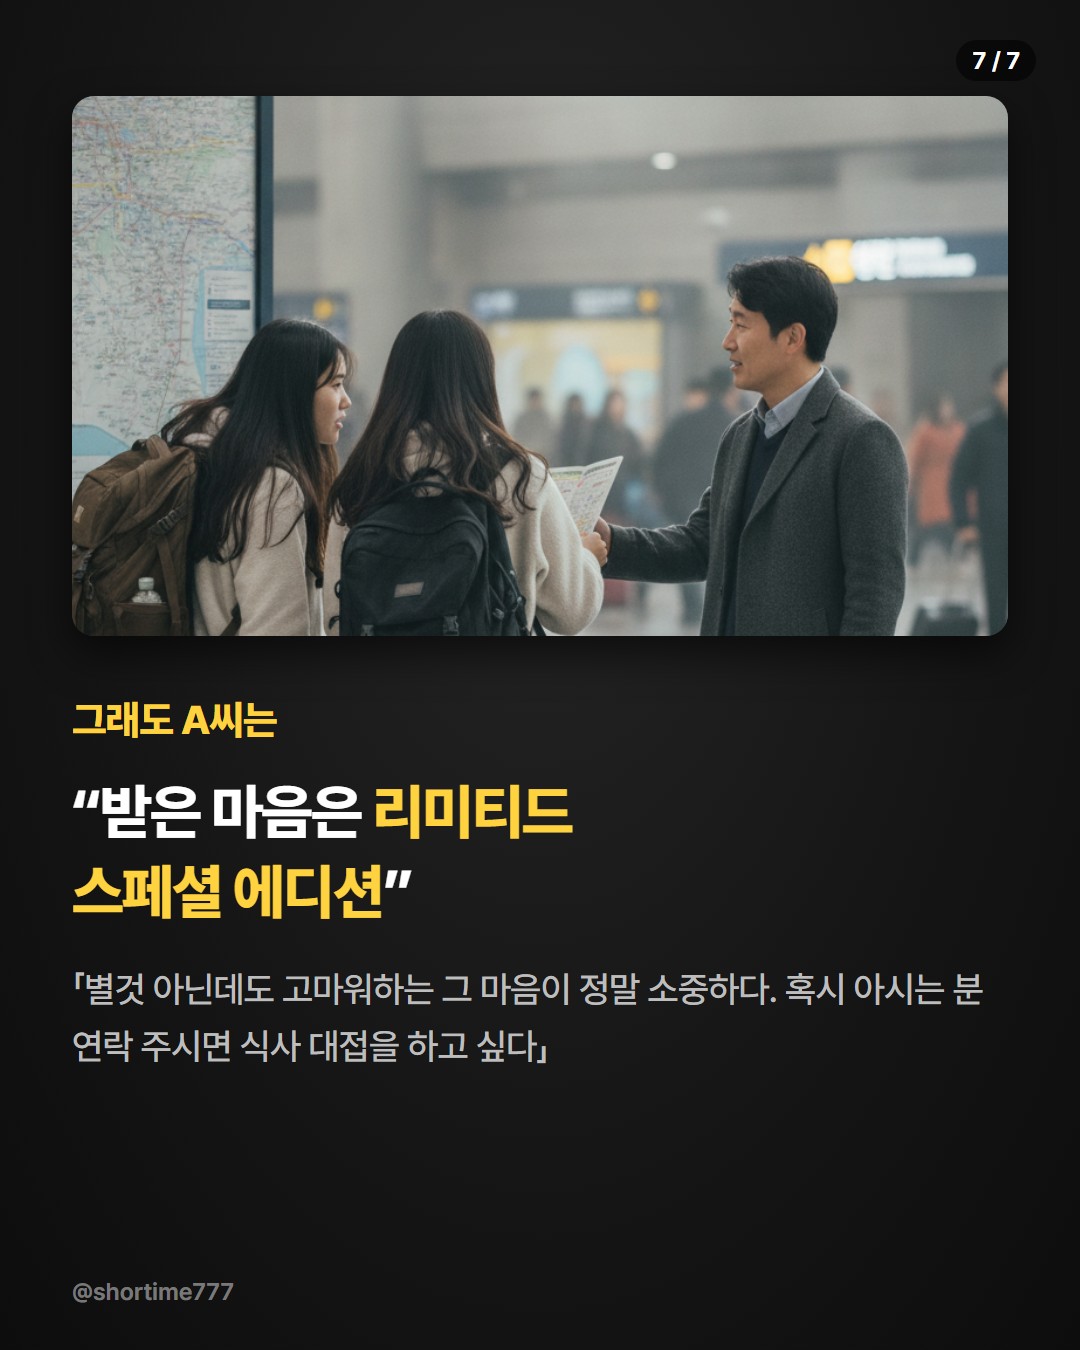 7 / 7
그래도 A씨는
“받은 마음은 리미티드
스페셜 에디션”
「별것 아닌데도 고마워하는 그 마음이 정말 소중하다. 혹시 아시는 분
연락 주시면 식사 대접을 하고 싶다」
@shortime777